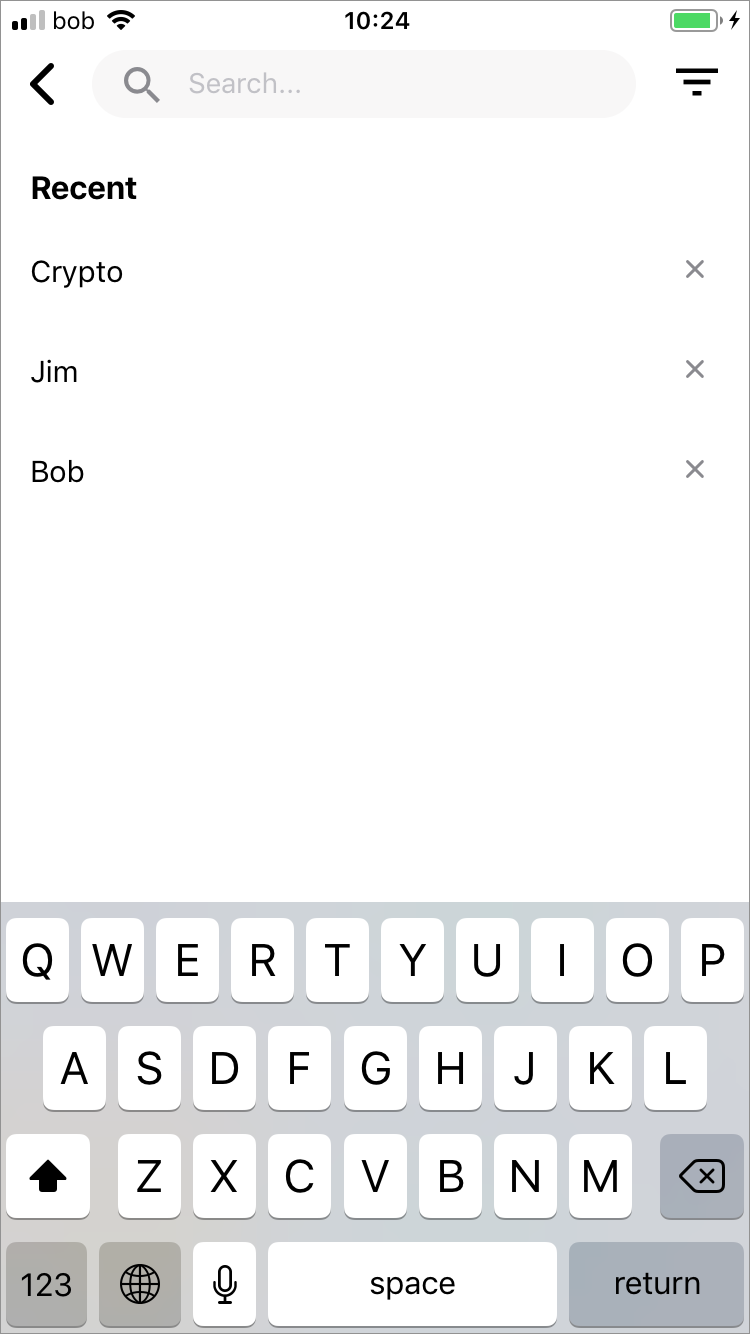 bob 10:24
Search...
Recent
Crypto
Jim
Bob
Q W E R T Y U I O P
A S D F G H J K L
Z X C V B N M
123 space return